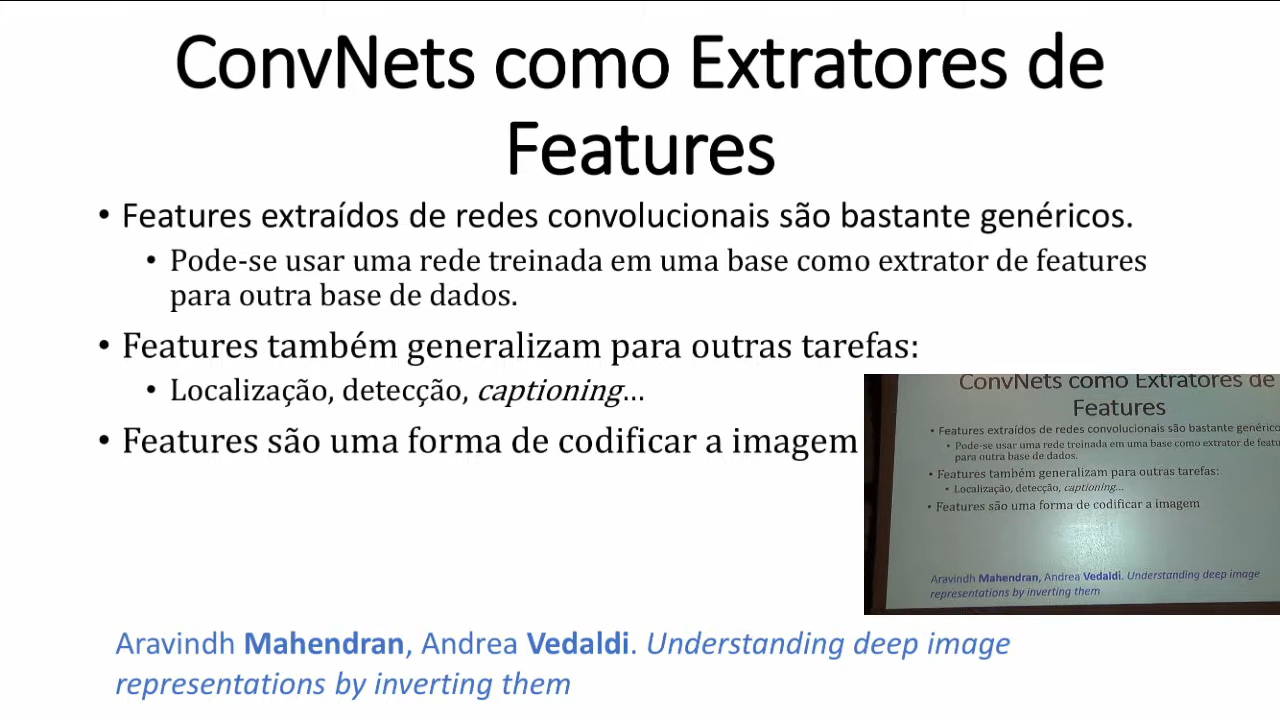 ConvNets como Extratores de
Features
• Features extraídos de redes convolucionais são bastante genéricos.
• Pode-se usar uma rede treinada em uma base como extrator de features
para outra base de dados.
• Features também generalizam para outras tarefas:
• Localização, detecção, captioning...
• Features são uma forma de codificar a imagem
Aravindh Mahendran, Andrea Vedaldi. Understanding deep image
representations by inverting them
ConvNets como Extratores de
Features
• Features extraídos de redes convolucionais são bastante genérico
• Pode-se usar uma rede treinada em uma base como extrator de featu
para outra base de dados.
• Features também generalizam para outras tarefas:
• Localização, detecção, captioning...
• Features são uma forma de codificar a imagem
Aravindh Mahendran, Andrea Vedaldi. Understanding deep image
representations by inverting them